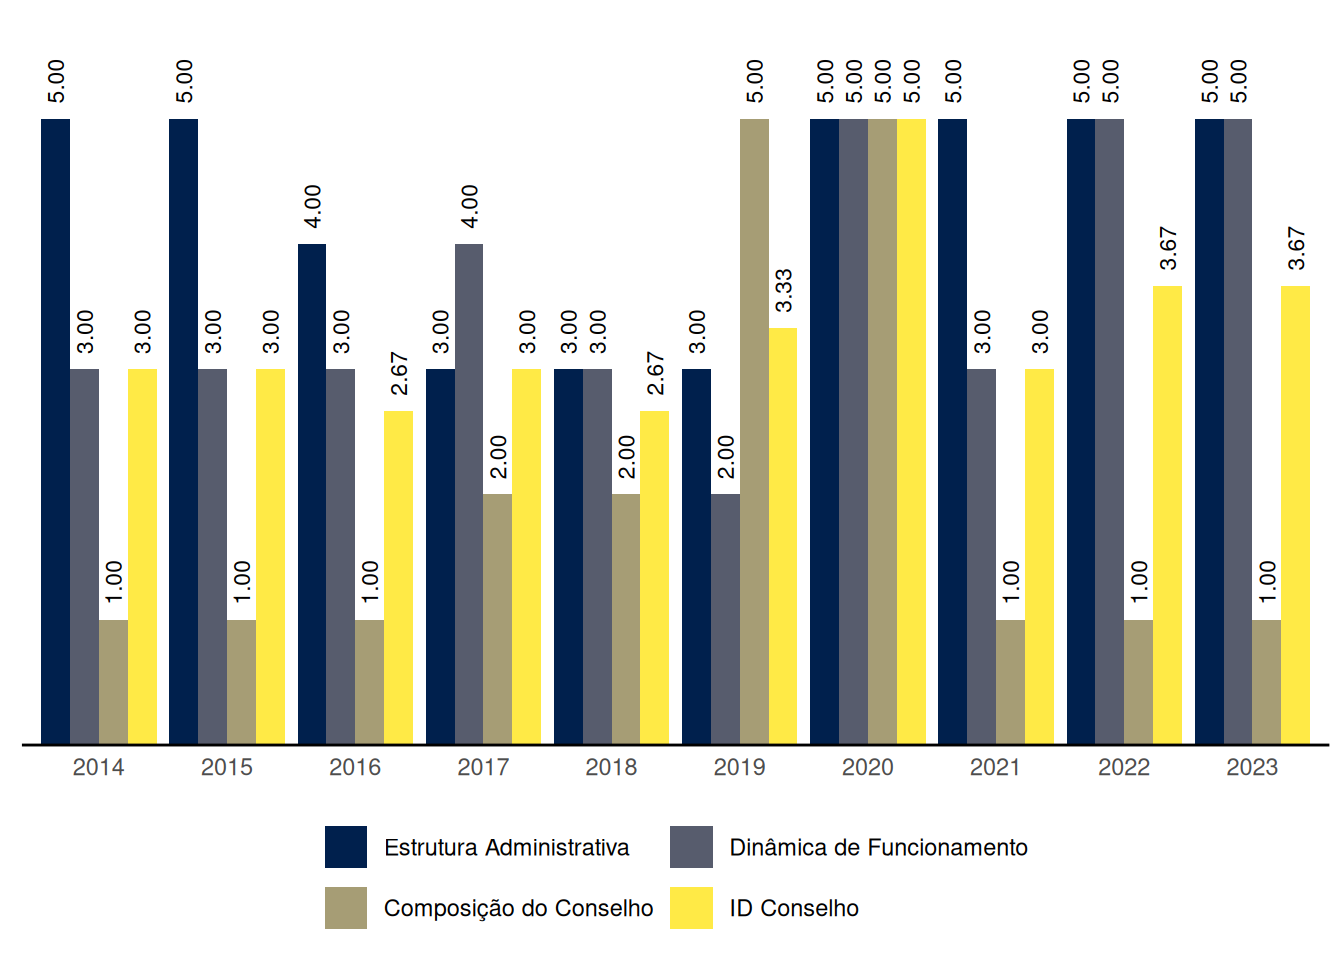 5.00 3.00 1.00 3.00
5.00 3.00 1.00 3.00
4.00 3.00 1.00 2.67
3.00 4.00 2.00 3.00
3.00 3.00 2.00 2.67
3.00 2.00 5.00 3.33
5.00 5.00 5.00 5.00
5.00 3.00 1.00 3.00
5.00 5.00 1.00 3.67
5.00 5.00 1.00 3.67
2014 2015 2016 2017 2018 2019 2020 2021 2022 2023
Estrutura Administrativa Dinâmica de Funcionamento
Composição do Conselho ID Conselho